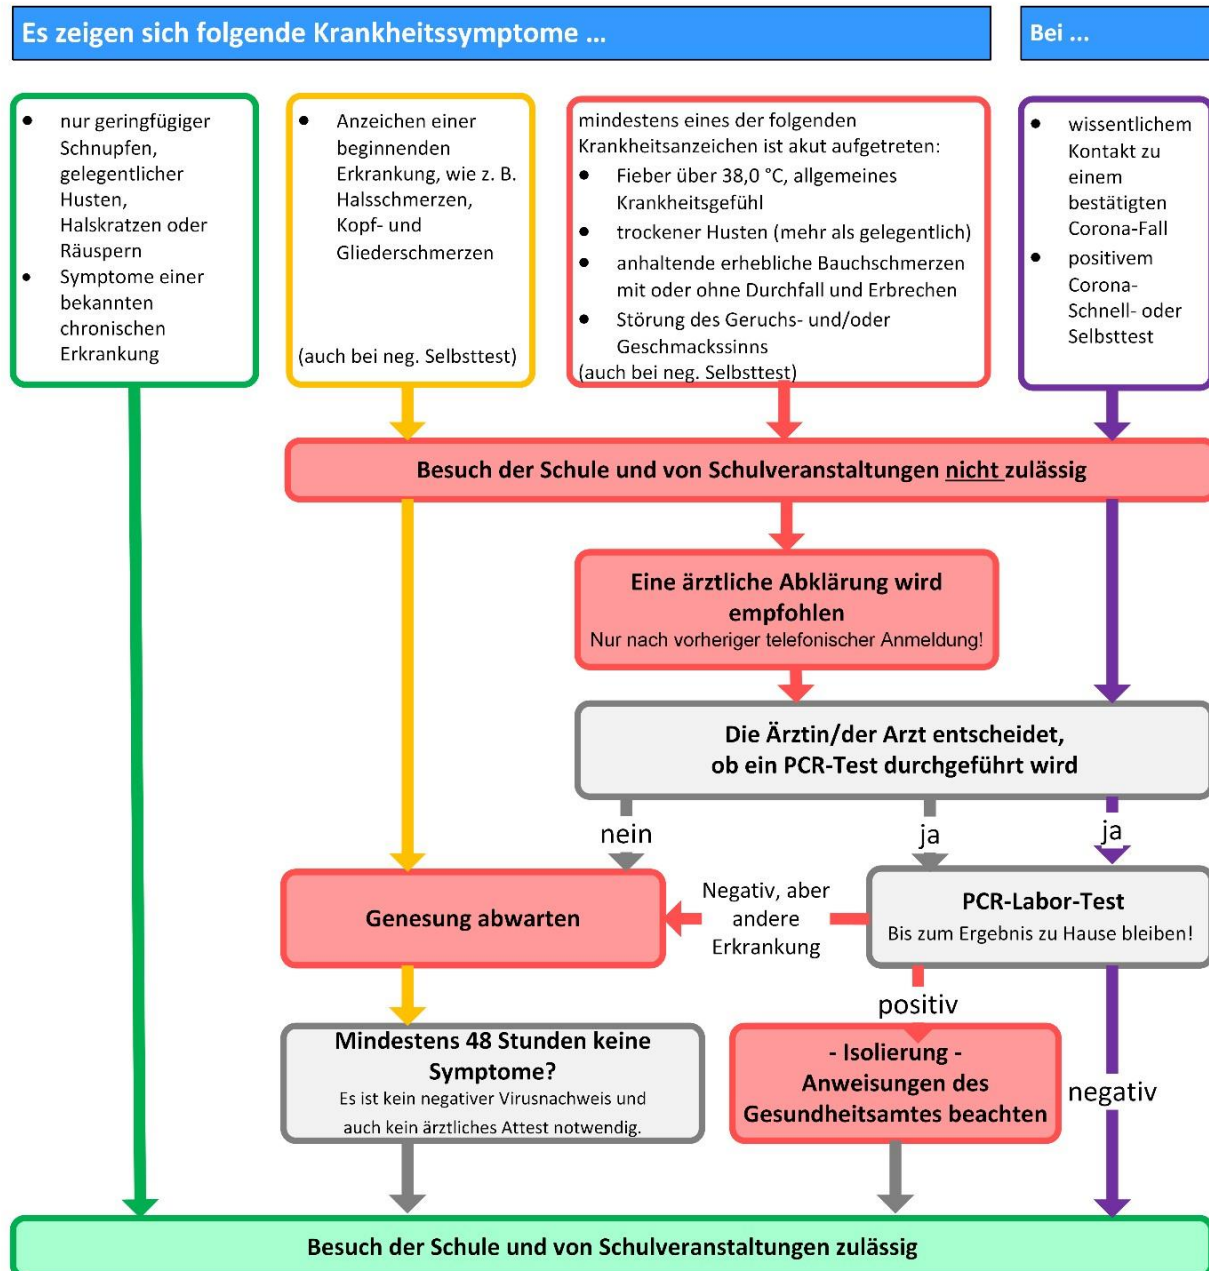 Es zeigen sich folgende Krankheitssymptome ...
Bei ...
● nur geringfügiger
Schnupfen,
gelegentlicher
Husten,
Halskratzen oder
Räuspern
● Symptome einer
bekannten
chronischen
Erkrankung
● Anzeichen einer
beginnenden
Erkrankung, wie z. B.
Halsschmerzen,
Kopf- und
Gliederschmerzen
(auch bei neg. Selbsttest)
mindestens eines der folgenden
Krankheitsanzeichen ist akut aufgetreten:
● Fieber über 38,0 °C, allgemeines
Krankheitsgefühl
● trockener Husten (mehr als gelegentlich)
● anhaltende erhebliche Bauchschmerzen
mit oder ohne Durchfall und Erbrechen
● Störung des Geruchs- und/oder
Geschmackssinns
(auch bei neg. Selbsttest)
● wissentlichem
Kontakt zu
einem
bestätigten
Corona-Fall
● positivem
Corona-
Schnell- oder
Selbsttest
Besuch der Schule und von Schulveranstaltungen nicht zulässig
Eine ärztliche Abklärung wird
empfohlen
Nur nach vorheriger telefonischer Anmeldung!
Die Ärztin/der Arzt entscheidet,
ob ein PCR-Test durchgeführt wird
nein
ja
ja
Genesung abwarten
Negativ, aber
andere
Erkrankung
PCR-Labor-Test
Bis zum Ergebnis zu Hause bleiben!
positiv
Mindestens 48 Stunden keine
Symptome?
Es ist kein negativer Virusnachweis und
auch kein ärztliches Attest notwendig.
- Isolierung -
Anweisungen des
Gesundheitsamtes beachten
negativ
Besuch der Schule und von Schulveranstaltungen zulässig